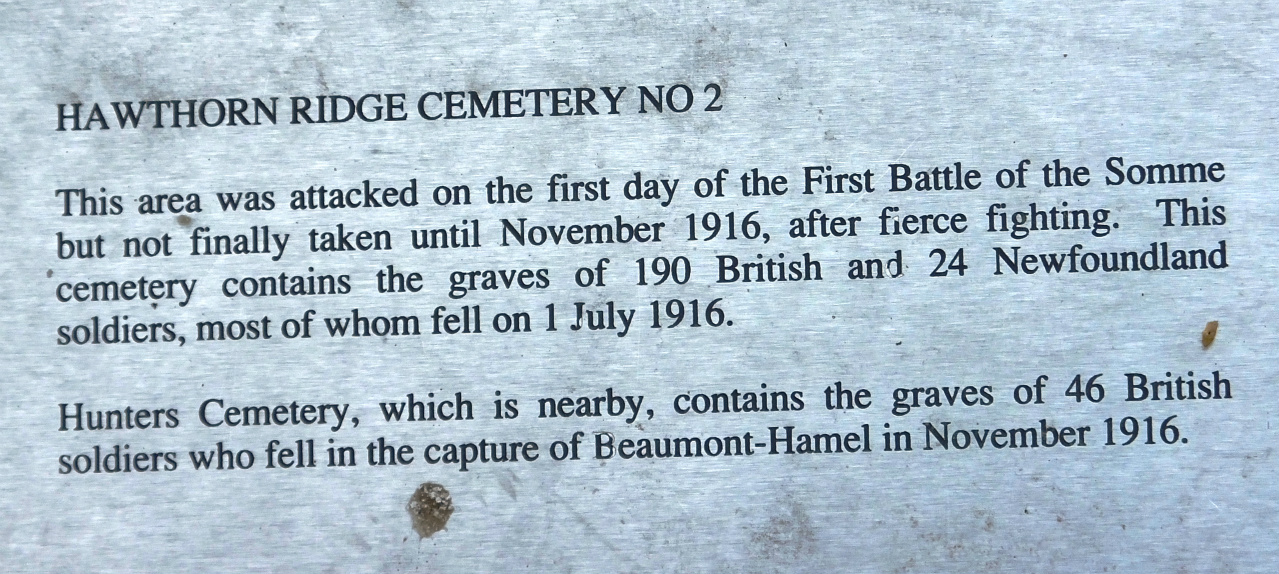 HAWTHORN RIDGE CEMETERY NO 2
This area was attacked on the first day of the First Battle of the Somme
but not finally taken until November 1916, after fierce fighting. This
cemetery contains the graves of 190 British and 24 Newfoundland
soldiers, most of whom fell on 1 July 1916.
Hunters Cemetery, which is nearby, contains the graves of 46 British
soldiers who fell in the capture of Beaumont-Hamel in November 1916.